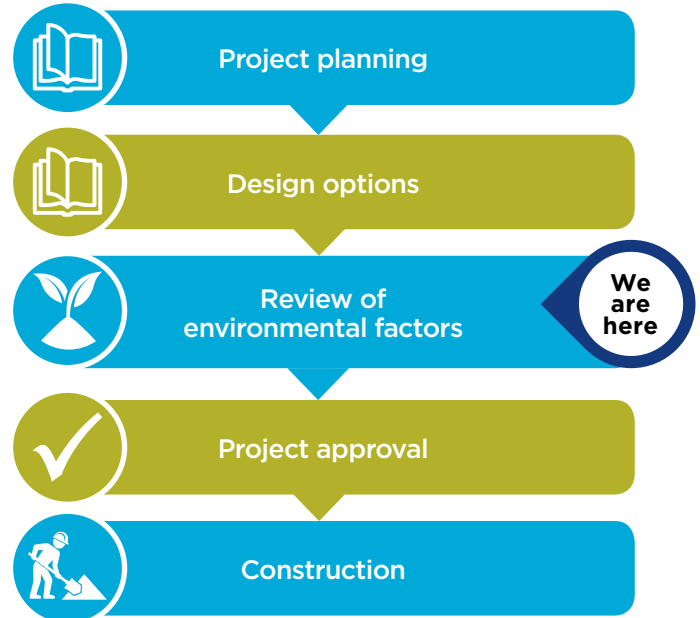 Project planning
Design options
Review of
environmental factors
We
are
here
Project approval
Construction